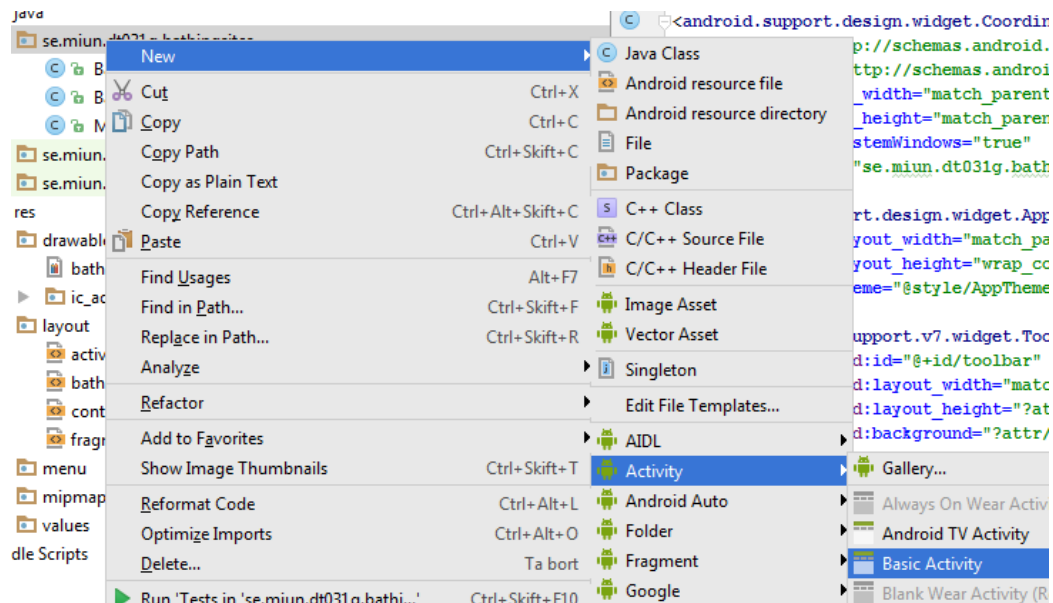 java
se.miun.dt031g.bathingsites
B
B
M
se.miun.
se.miun.
res
drawabl
bath
ic_ac
layout
activ
bath
cont
fragr
menu
mipmap
values
dle Scripts
New
Cut Ctrl+X
Copy Ctrl+C
Copy Path Ctrl+Skift+C
Copy as Plain Text
Copy Reference Ctrl+Alt+Skift+C
Paste Ctrl+V
Find Usages Alt+F7
Find in Path... Ctrl+Skift+F
Replace in Path... Ctrl+Skift+R
Analyze
Refactor
Add to Favorites
Show Image Thumbnails Ctrl+Skift+T
Reformat Code Ctrl+Alt+L
Optimize Imports Ctrl+Alt+O
Delete... Ta bort
Run 'Tests in 'se.miun.dt031g.bathi...' Ctrl+Skift+F10
Java Class
Android resource file
Android resource directory
File
Package
C++ Class
C/C++ Source File
C/C++ Header File
Image Asset
Vector Asset
Singleton
Edit File Templates...
AIDL
Activity
Android Auto
Folder
Fragment
Google
Gallery...
Always On Wear Activ
Android TV Activity
Basic Activity
Blank Wear Activity (R
<android.support.design.widget.Coordin
p://schemas.android.
ttp://schemas.androi
_width="match_parent
_height="match_paren
stemWindows="true"
"se.miun.dt031g.bath
rt.design.widget.App
yout_width="match_pa
yout_height="wrap_co
eme="@style/AppTheme
upport.v7.widget.Too
d:id="@+id/toolbar"
d:layout_width="matc
d:layout_height="?at
d:background="?attr/